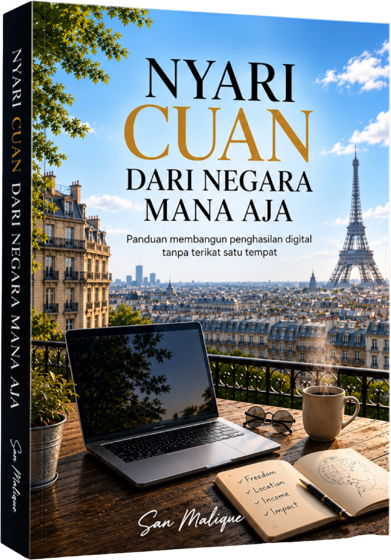 NYARI CUAN DARI NEGARA MANA AJA
San Malique
NYARI
CUAN
DARI NEGARA
MANA AJA
Panduan membangun penghasilan digital
tanpa terikat satu tempat
✓ Freedom
✓ Location
✓ Income
✓ Impact
San Malique